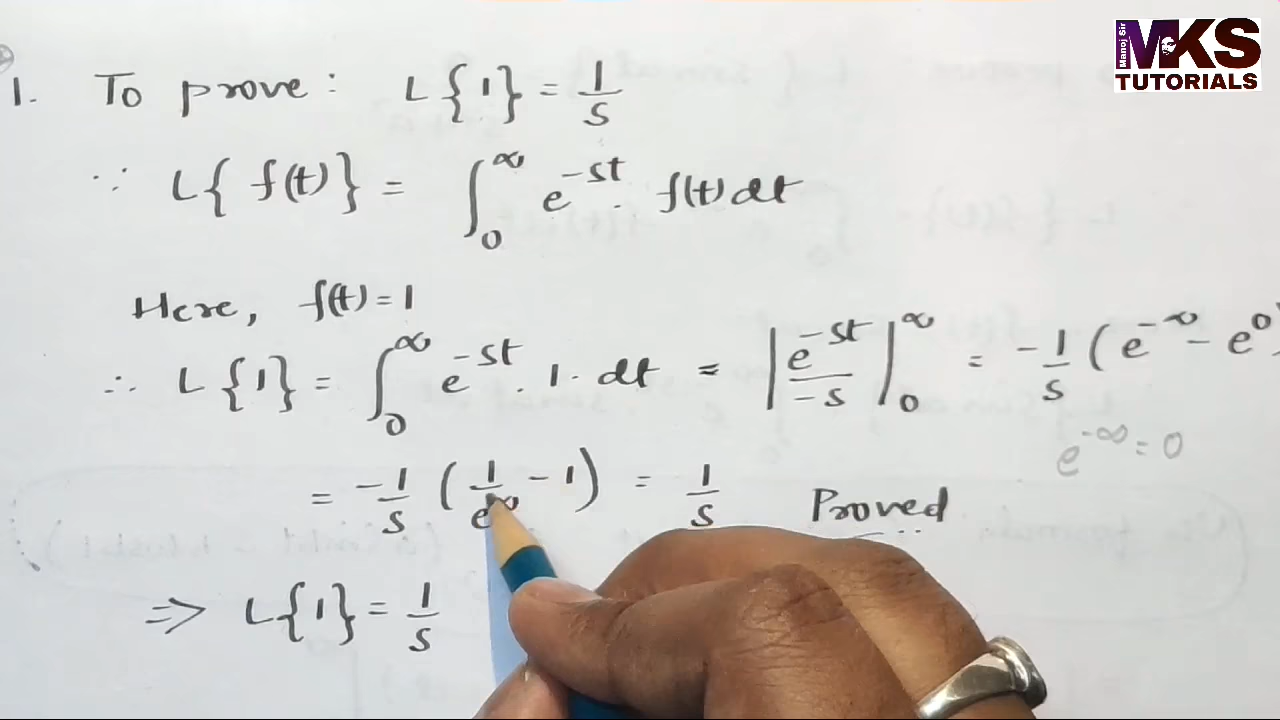 Manoj Sir MKS
TUTORIALS
1. To prove: L{1} = 1/s
∵ L{f(t)} = ∫₀^∞ e^-st . f(t) dt
Here, f(t) = 1
∴ L{1} = ∫₀^∞ e^-st . 1 . dt = |e^-st/-s|₀^∞ = -1/s (e^-∞ - e^0)
e^-∞ = 0
= -1/s (1/e^∞ - 1) = 1/s Proved
⇒ L{1} = 1/s